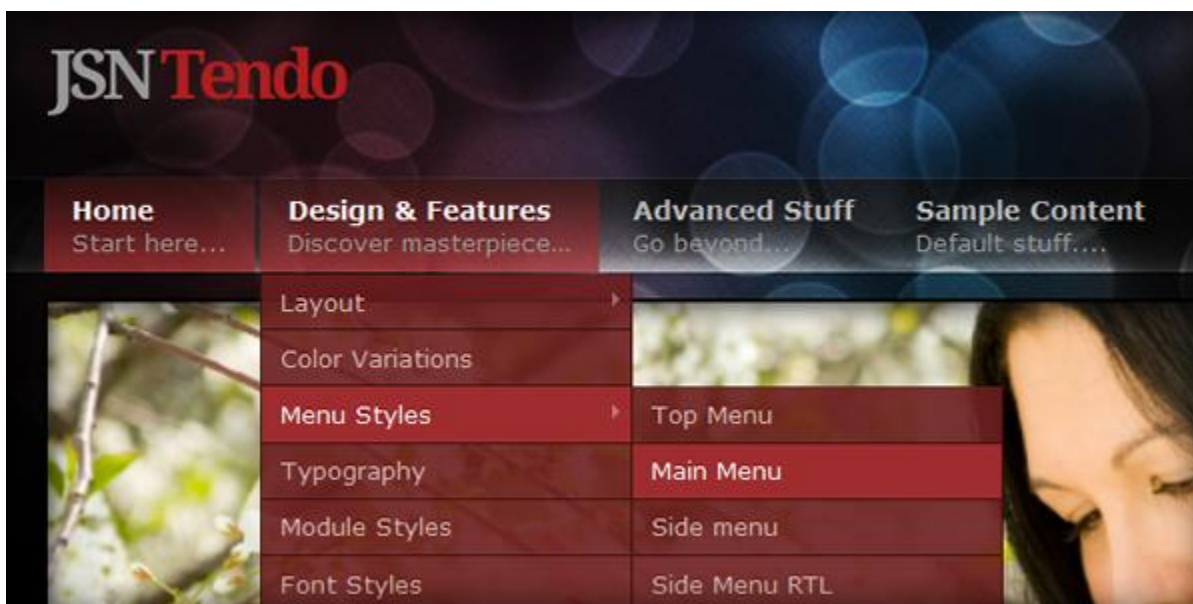 JSN Tendo
Home
Start here...
Design & Features
Discover masterpiece...
Advanced Stuff
Go beyond...
Sample Content
Default stuff....
Layout
Color Variations
Menu Styles
Typography
Module Styles
Font Styles
Top Menu
Main Menu
Side menu
Side Menu RTL